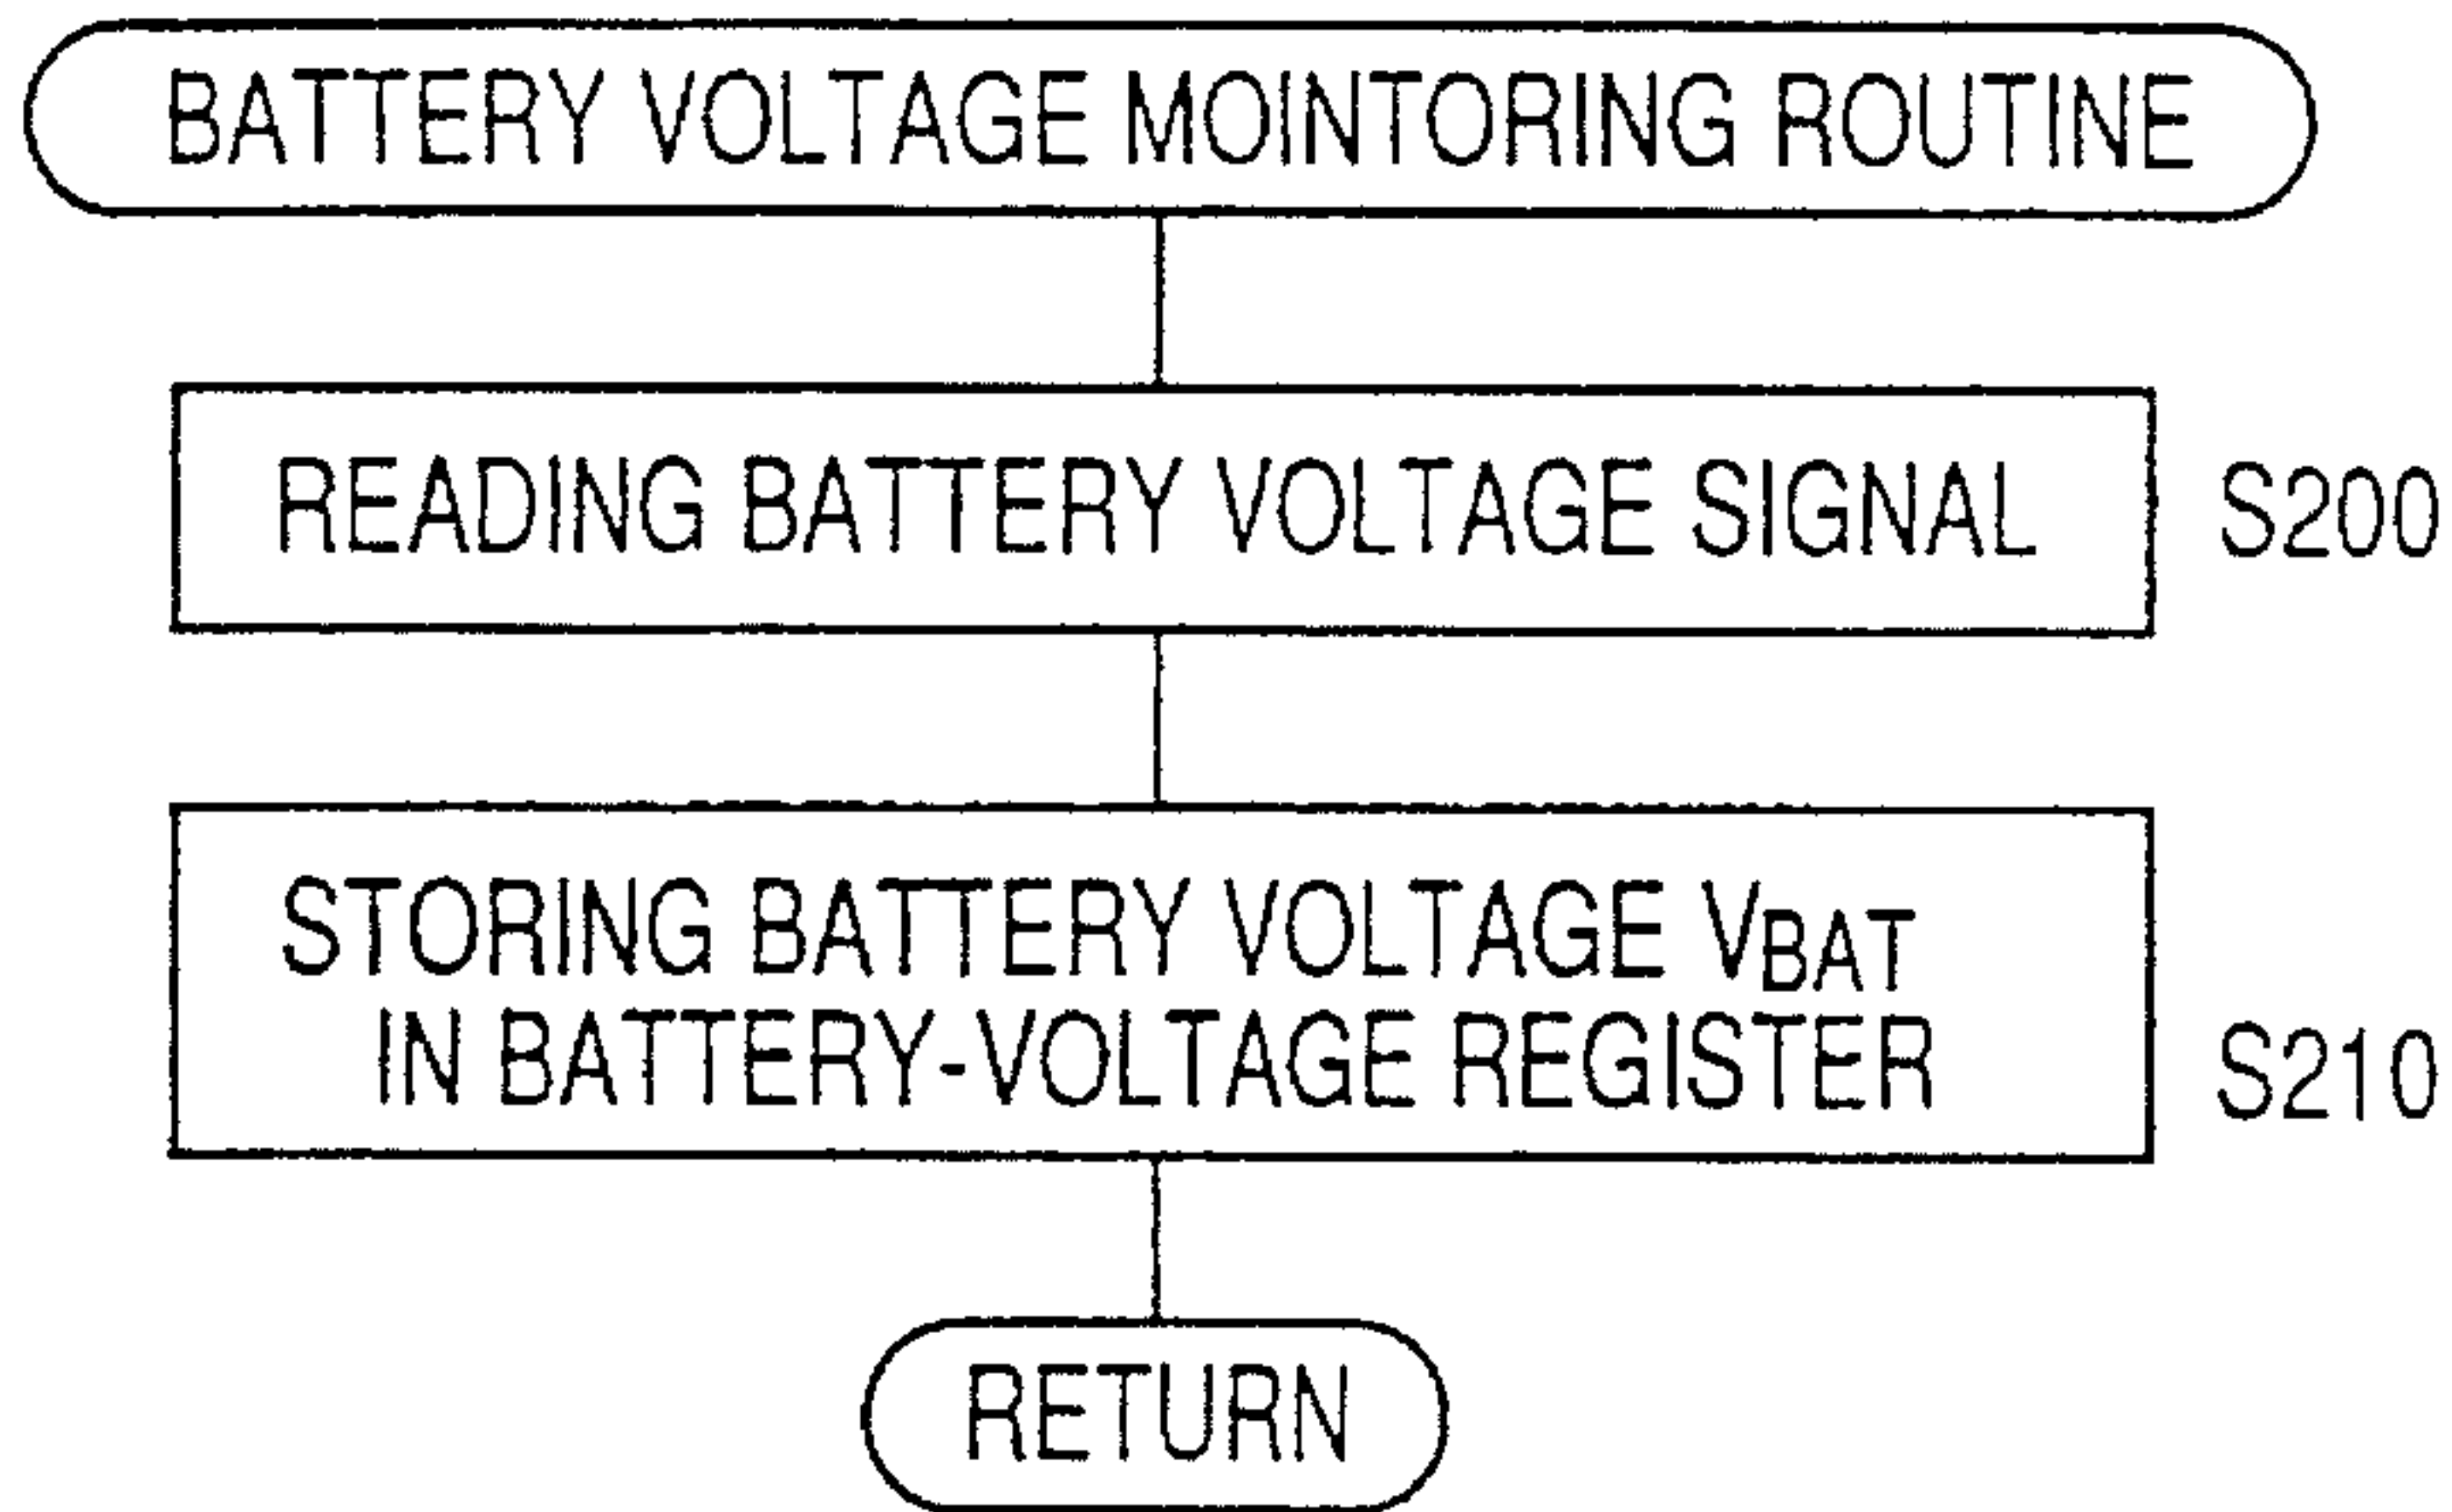 BATTERY VOLTAGE MOINTORING ROUTINE
READING BATTERY VOLTAGE SIGNAL
S200
STORING BATTERY VOLTAGE VBAT
IN BATTERY-VOLTAGE REGISTER
S210
RETURN